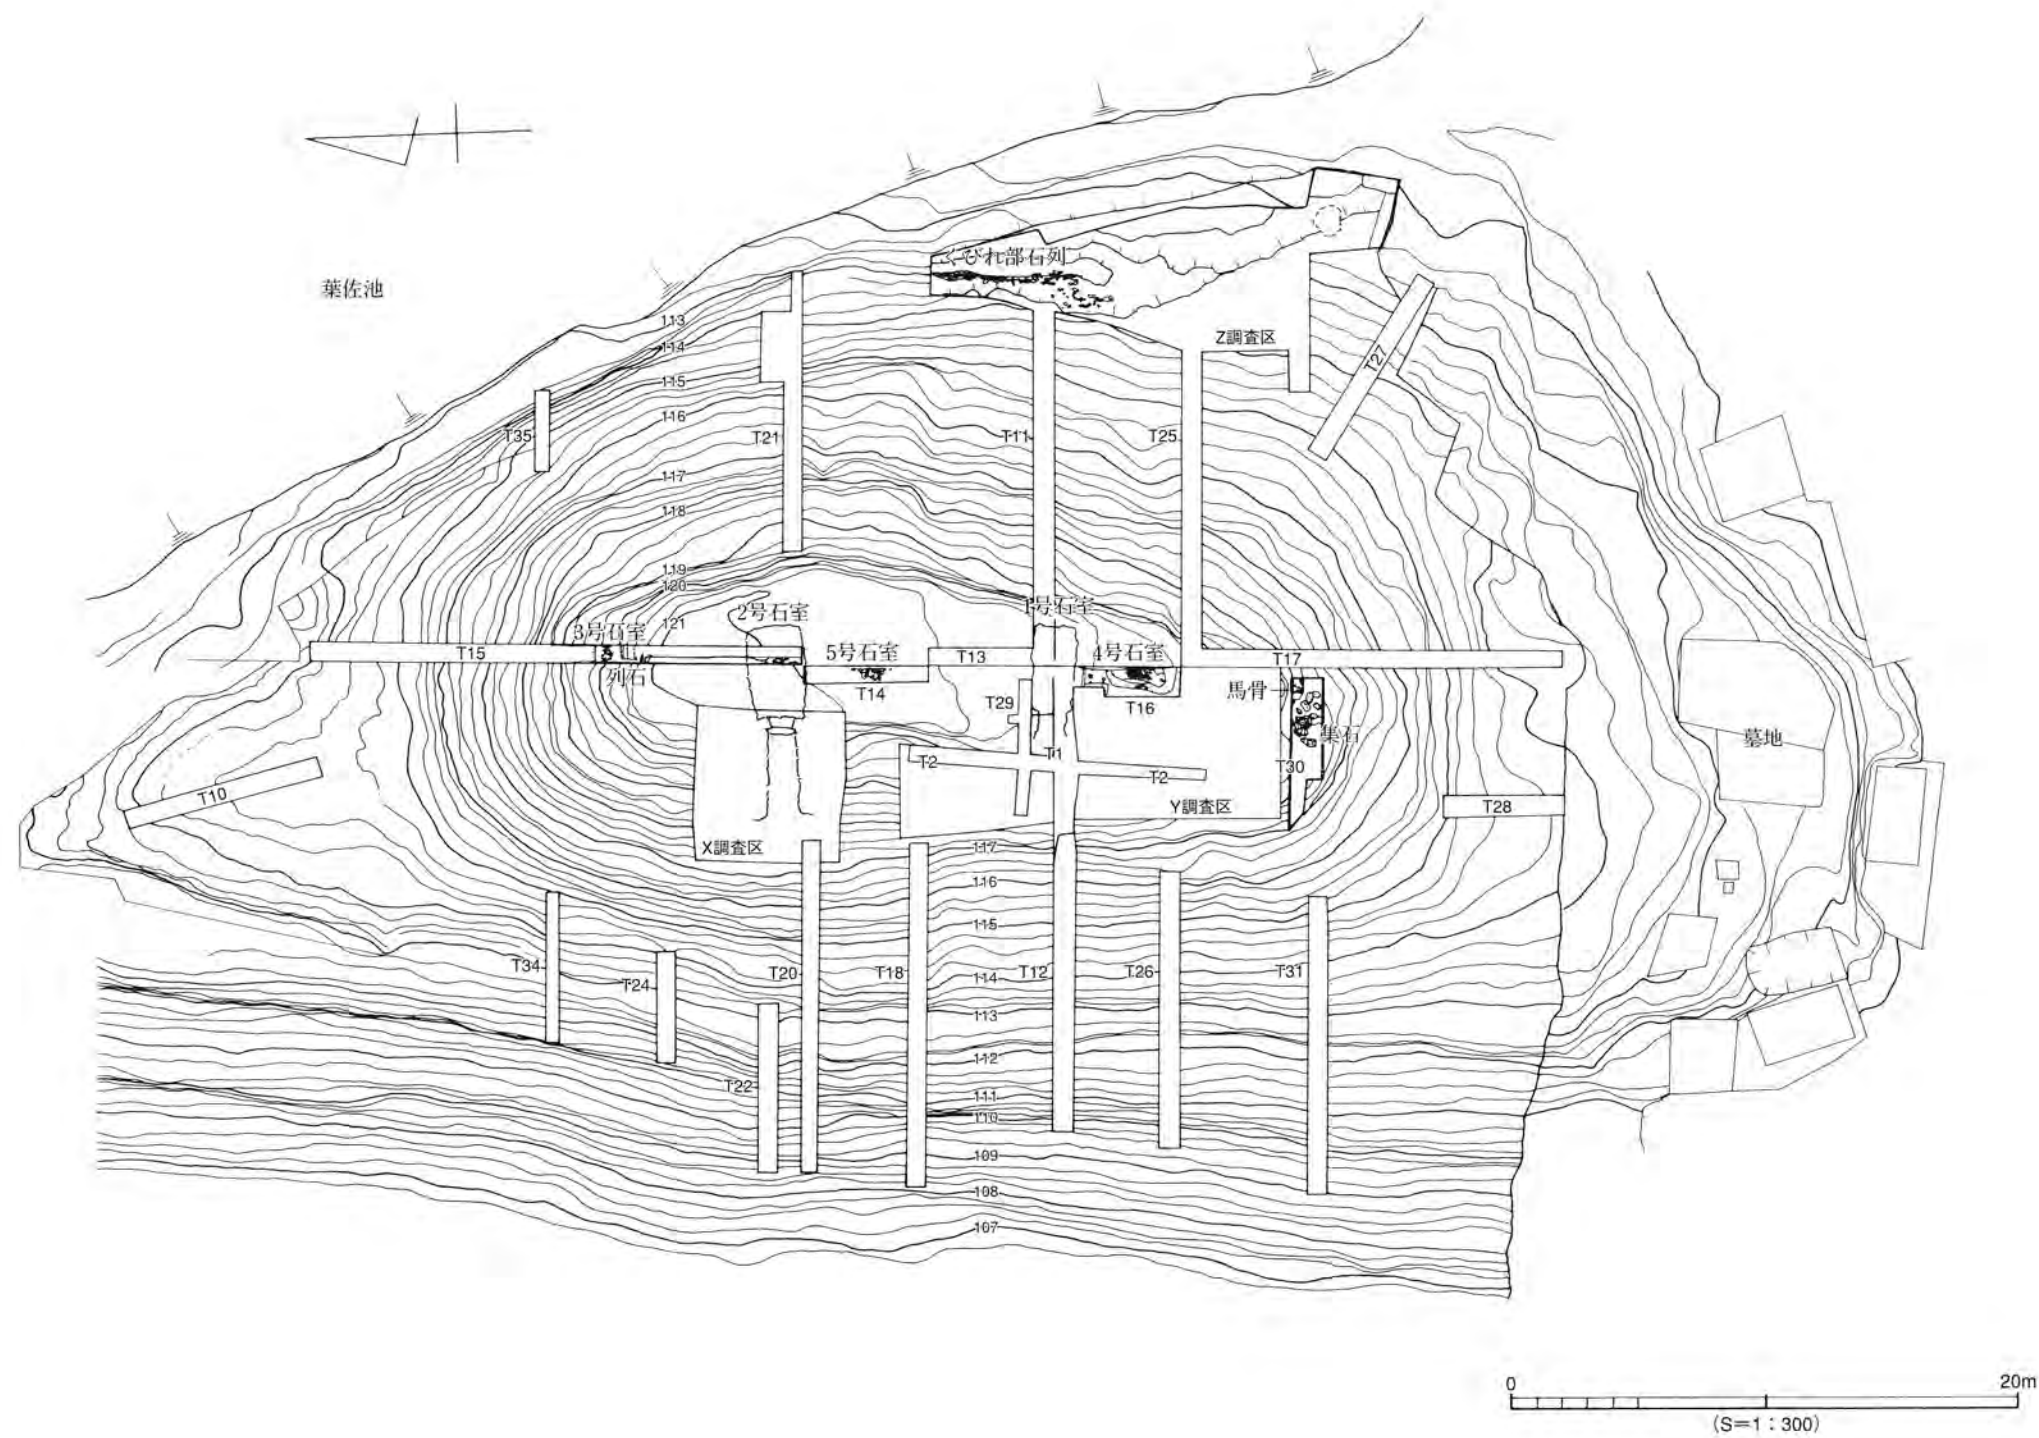 くびれ部石列
葉佐池
113
114
115
116
117
118
119
120
121
Z調査区
T27
T35
T21
T11
T25
2号石室
1号石室
3号石室
列石
T15
5号石室
T14
T13
4号石室
T16
T17
T29
馬骨
集石
T30
T1
T2
T2
Y調査区
X調査区
T10
T28
墓地
117
116
115
114
113
112
111
110
109
108
107
T34
T24
T22
T20
T18
T12
T26
T31
0
20m
(S=1:300)